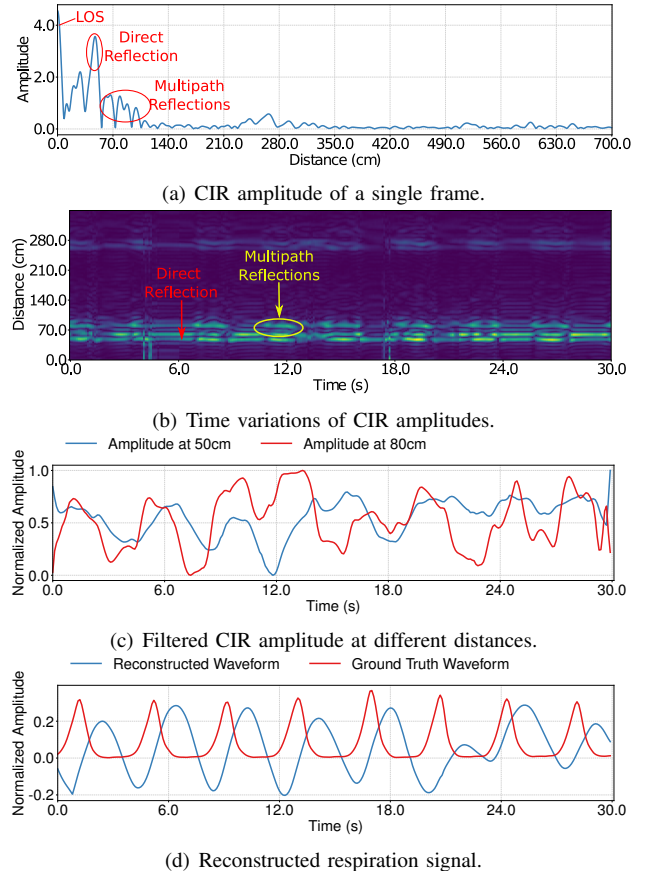 LOS
Direct
Reflection
Multipath
Reflections
Amplitude
4.0
2.0
0.0
0.0 70.0 140.0 210.0 280.0 350.0 420.0 490.0 560.0 630.0 700.0
Distance (cm)
(a) CIR amplitude of a single frame.
Distance (cm)
280.0
210.0
140.0
70.0
0.0
Multipath
Reflections
Direct
Reflection
0.0 6.0 12.0 18.0 24.0 30.0
Time (s)
(b) Time variations of CIR amplitudes.
Amplitude at 50cm Amplitude at 80cm
Normalized Amplitude
1.0
0.5
0.0
0.0 6.0 12.0 18.0 24.0 30.0
Time (s)
(c) Filtered CIR amplitude at different distances.
Reconstructed Waveform Ground Truth Waveform
Normalized Amplitude
0.2
0.0
-0.2
0.0 6.0 12.0 18.0 24.0 30.0
Time (s)
(d) Reconstructed respiration signal.